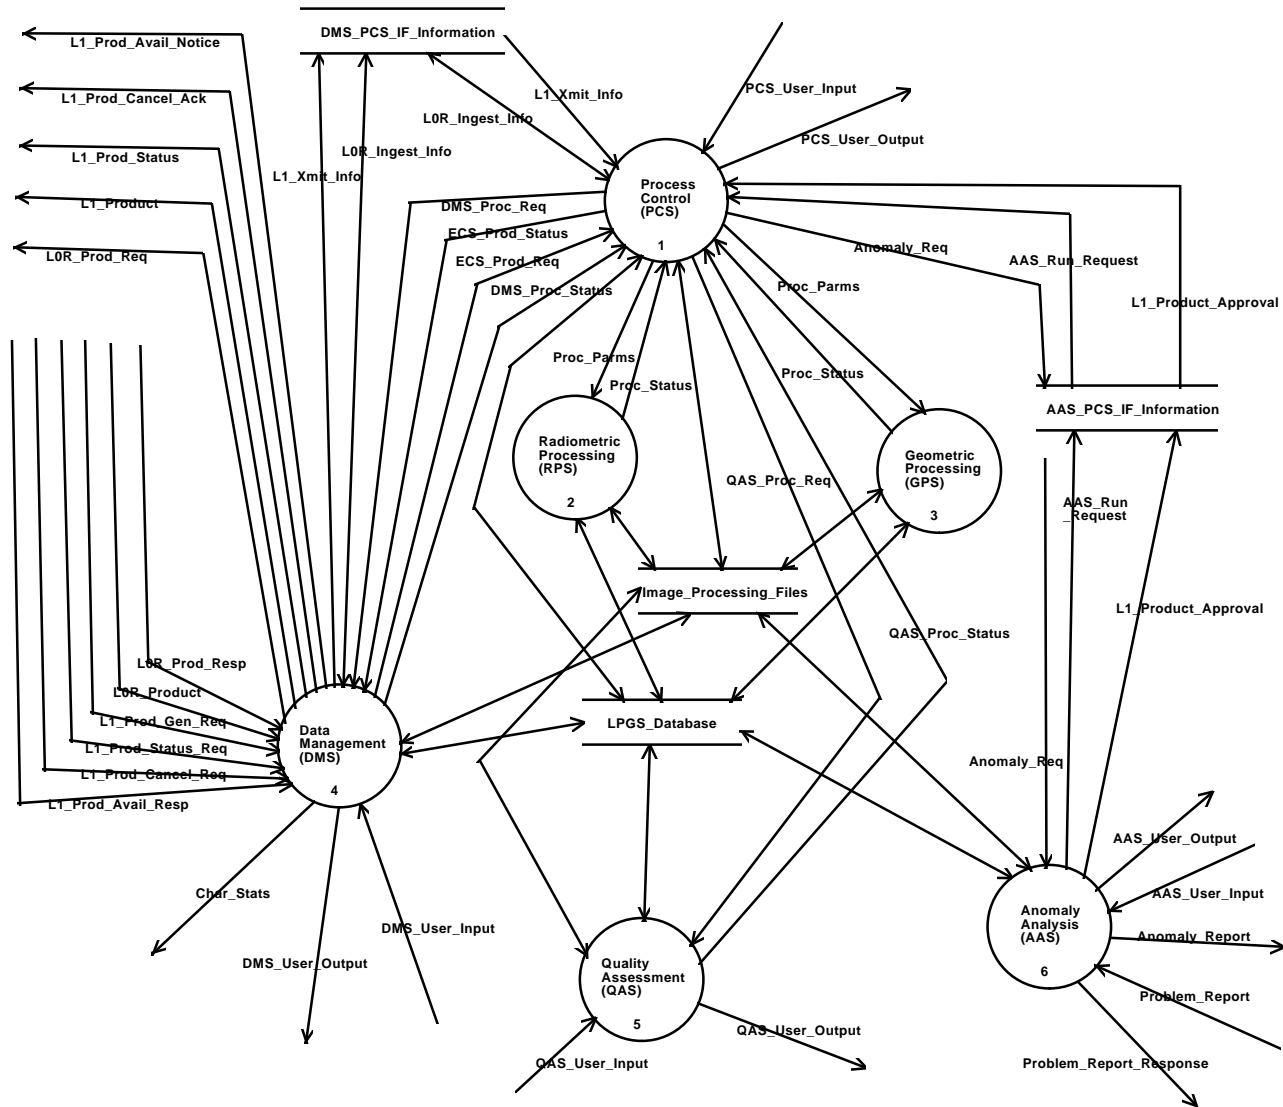 DMS_PCS_IF_Information
L1_Prod_Avail_Notice
L1_Prod_Cancel_Ack
L1_Prod_Status
L1_Product
L0R_Prod_Req
L1_Xmit_Info
L0R_Ingest_Info
L0R_Ingest_Info
L1_Xmit_Info
PCS_User_Input
PCS_User_Output
Process
Control
(PCS)
1
DMS_Proc_Req
ECS_Prod_Status
ECS_Prod_Req
DMS_Proc_Status
Anomaly_Req
AAS_Run_Request
L1_Product_Approval
Proc_Parms
Proc_Parms
Proc_Status
Proc_Status
AAS_PCS_IF_Information
Radiometric
Processing
(RPS)
2
Geometric
Processing
(GPS)
3
QAS_Proc_Req
AAS_Run
_Request
Image_Processing_Files
L1_Product_Approval
QAS_Proc_Status
L0R_Prod_Resp
L0R_Product
L1_Prod_Gen_Req
L1_Prod_Status_Req
L1_Prod_Cancel_Req
L1_Prod_Avail_Resp
Data
Management
(DMS)
4
LPGS_Database
Anomaly_Req
Char_Stats
DMS_User_Input
DMS_User_Output
Quality
Assessment
(QAS)
5
QAS_User_Input
QAS_User_Output
AAS_User_Output
AAS_User_Input
Anomaly
Analysis
(AAS)
6
Anomaly_Report
Problem_Report
Problem_Report_Response